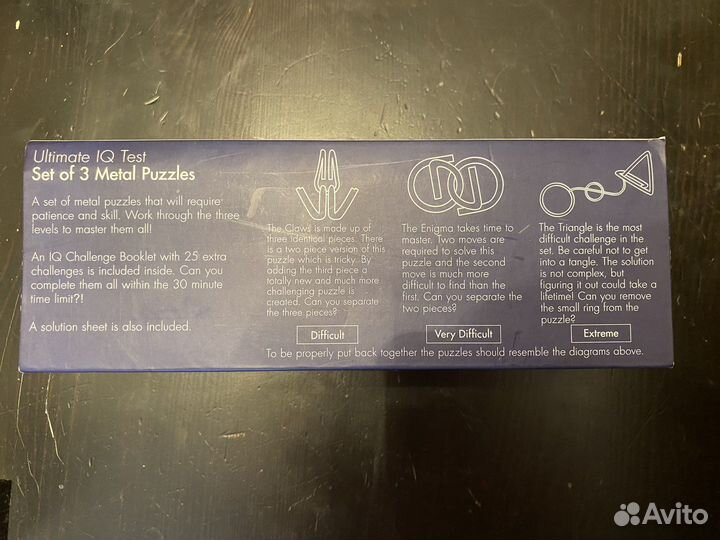 Ultimate IQ Test
Set of 3 Metal Puzzles
A set of metal puzzles that will require
patience and skill. Work through the three
levels to master them all!
An IQ Challenge Booklet with 25 extra
challenges is included inside. Can you
complete them all within the 30 minute
time limit?!
A solution sheet is also included.
The Claws is made up of
three identical pieces. There
is a two piece version of this
puzzle which is tricky. By
adding the third piece a
totally new and much more
challenging puzzle is
created. Can you separate
the three pieces?
Difficult
The Enigma takes time to
master. Two moves are
required to solve this
puzzle and the second
move is much more
difficult to find than the
first. Can you separate the
two pieces?
Very Difficult
The Triangle is the most
difficult challenge in the
set. Be careful not to get
into a tangle. The solution
is not complex, but
figuring it out could take a
lifetime! Can you remove
the small ring from the
puzzle?
Extreme
To be properly put back together the puzzles should resemble the diagrams above.
Avito